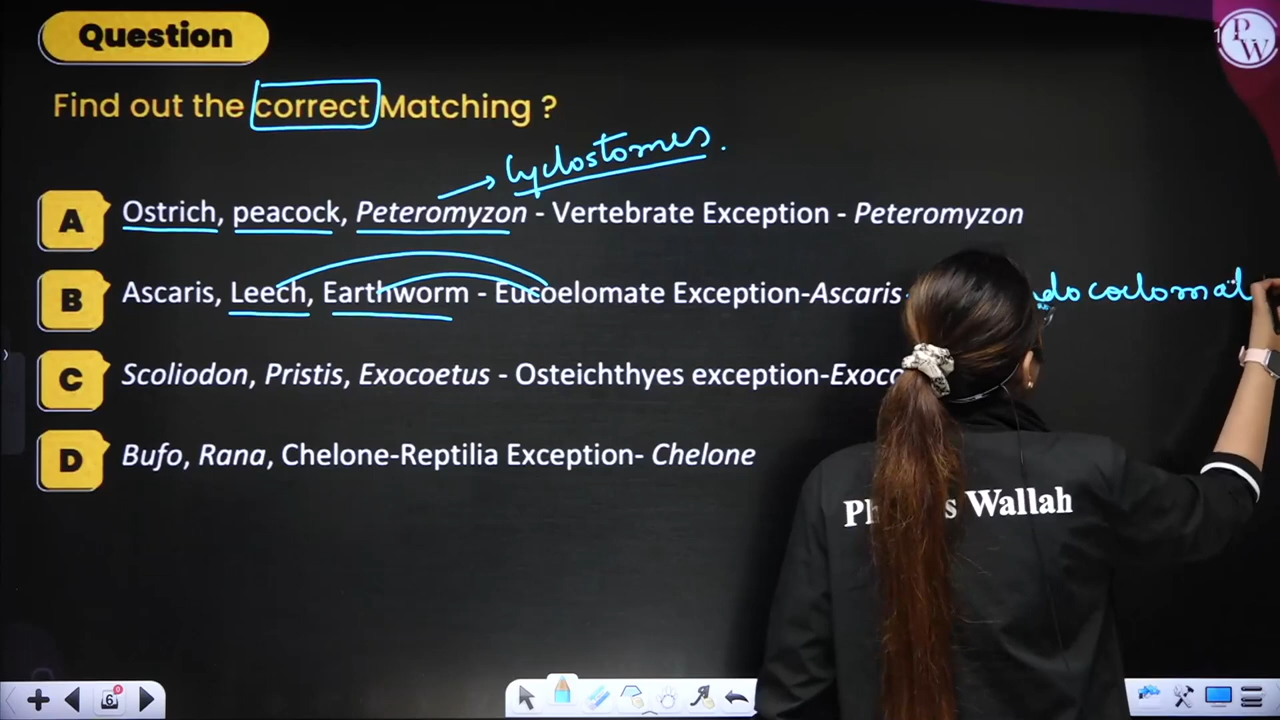 Question
PW
Find out the correct Matching ?
Cyclostomes.
A Ostrich, peacock, Peteromyzon - Vertebrate Exception - Peteromyzon
B Ascaris, Leech, Earthworm - Eucoelomate Exception-Ascaris
C Scoliodon, Pristis, Exocoetus - Osteichthyes exception-Exoco
D Bufo, Rana, Chelone-Reptilia Exception- Chelone
Wallah
6